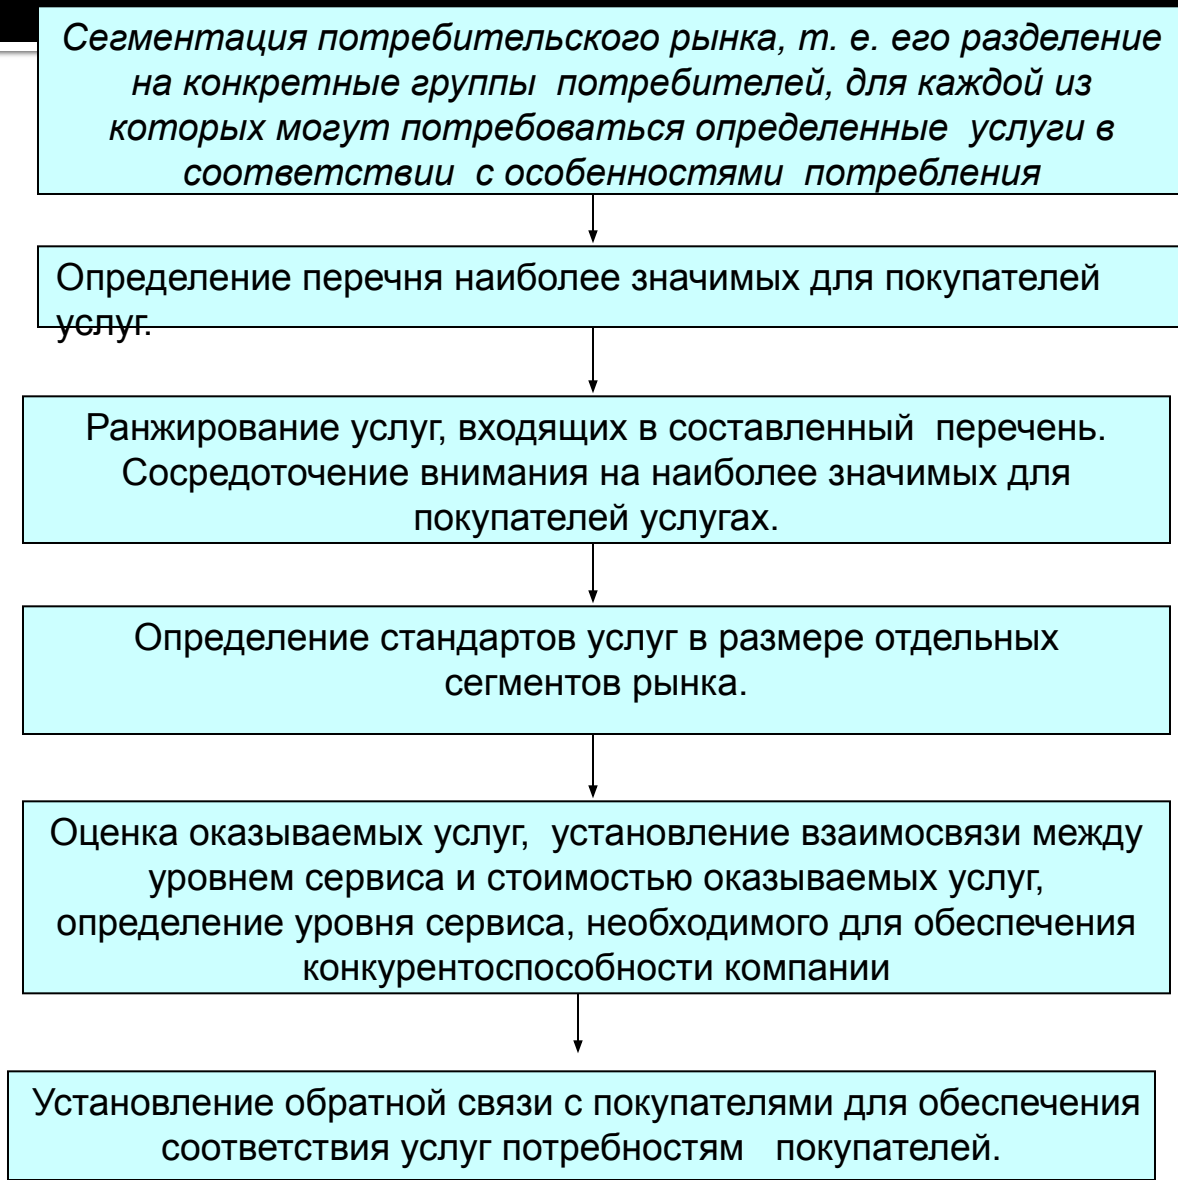 Сегментация потребительского рынка, т. е. его разделение
на конкретные группы потребителей, для каждой из
которых могут потребоваться определенные услуги в
соответствии с особенностями потребления
Определение перечня наиболее значимых для покупателей
услуг.
Ранжирование услуг, входящих в составленный перечень.
Сосредоточение внимания на наиболее значимых для
покупателей услугах.
Определение стандартов услуг в размере отдельных
сегментов рынка.
Оценка оказываемых услуг, установление взаимосвязи между
уровнем сервиса и стоимостью оказываемых услуг,
определение уровня сервиса, необходимого для обеспечения
конкурентоспособности компании
Установление обратной связи с покупателями для обеспечения
соответствия услуг потребностям покупателей.